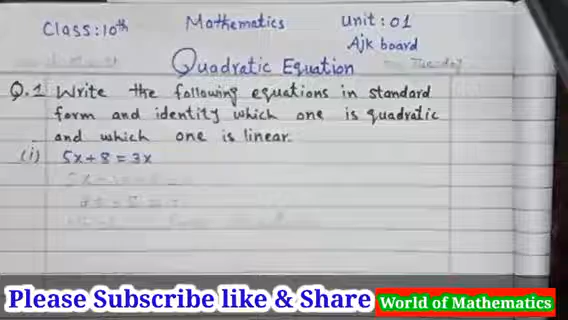 Class:10th Mathematics Unit:01
Ajk board
Quadratic Equation
Q.1 Write the following equations in standard
form and identity which one is quadratic
and which one is linear.
(i) 5x+8=3x
Please Subscribe like & Share World of Mathematics